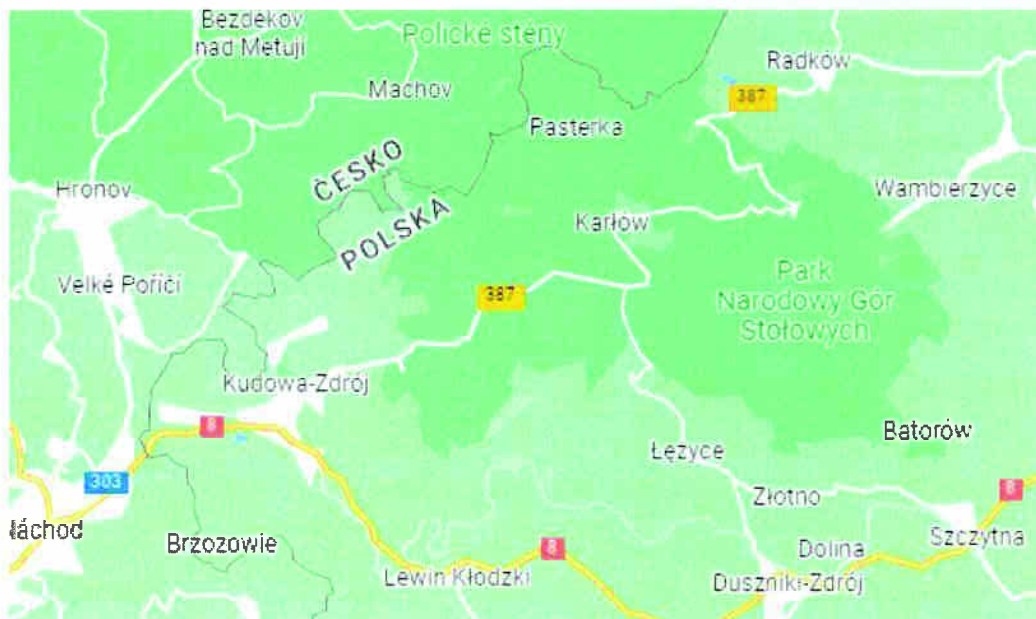 Bezděkov
nad Metují
Polické stěny
Radków
Machov
387
Pasterka
ČESKO
Hronov
Wambierzyce
POLSKA
Karłów
Velké Poříčí
387
Park
Narodowy Gór
Stołowych
Kudowa-Zdrój
8
Batorów
Łężyce
303
8
Złotno
Náchod
Brzozowie
8
Dolina
Szczytna
Lewin Kłodzki
Duszniki-Zdrój